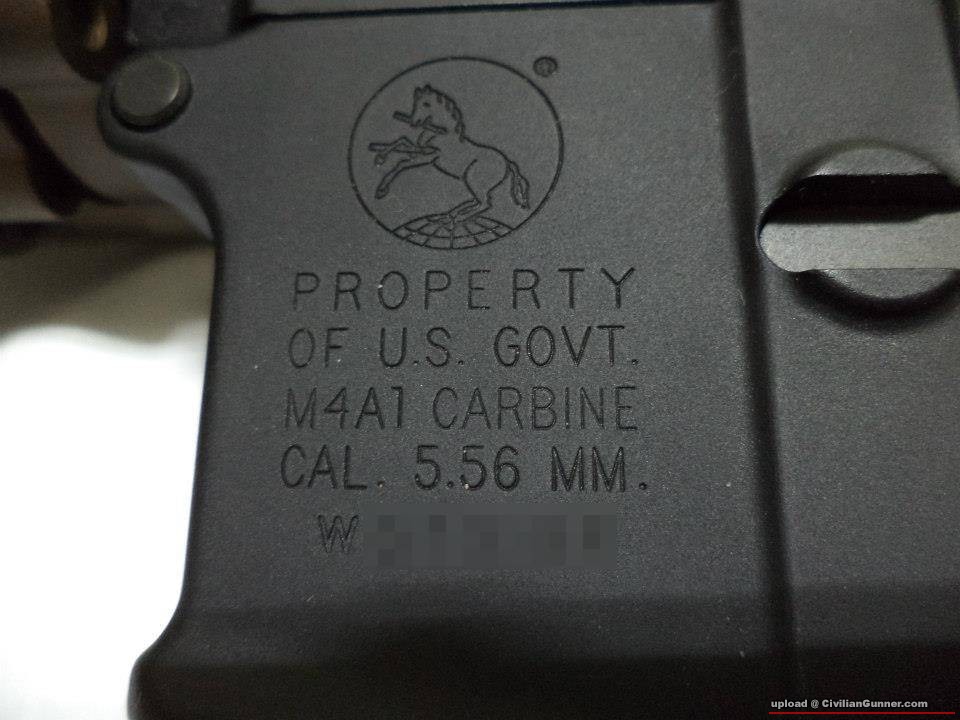 ®
PROPERTY
OF U.S. GOVT.
M4A1 CARBINE
CAL. 5.56 MM.
W
upload @ CivilianGunner.com